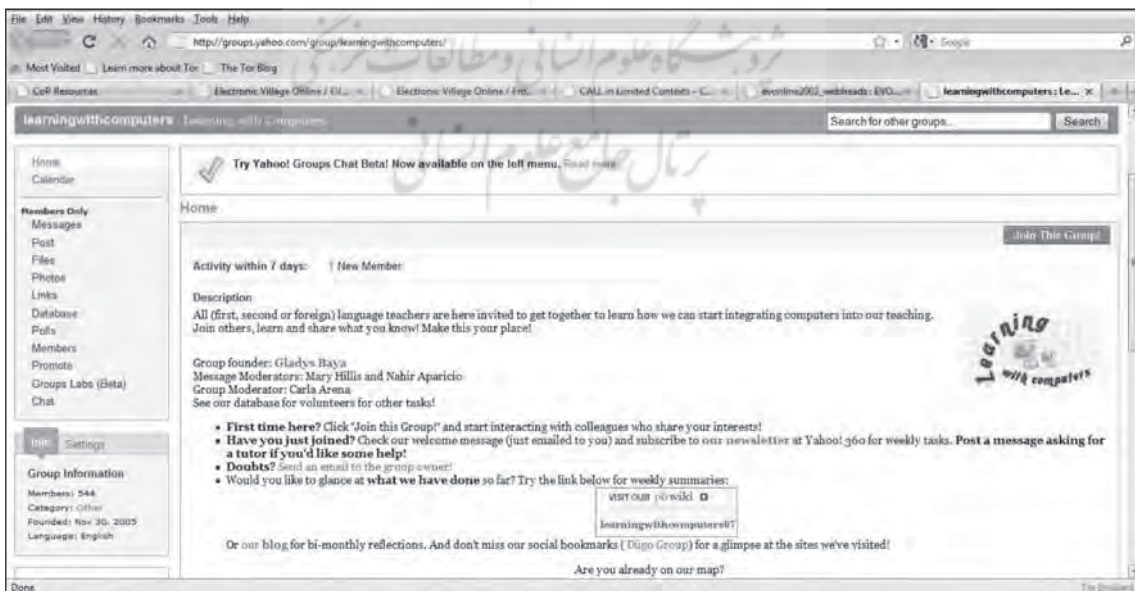 File Edit View History Bookmarks Tools Help
http://groups.yahoo.com/group/learningwithcomputers/
Google
Most Visited Learn more about Tor The Tor Blog
CoP Resources Electronic Village Online / EV... Electronic Village Online / Fro... CALL in Limited Contexts - C... evonline2002_webheads : EVO... learningwithcomputers : Le...
پژوهشگاه علوم انسانی و مطالعات فرهنگی
learningwithcomputers Learning with Computers Search for other groups... Search
پرتال جامع علوم انسانی
Home
Calendar
Try Yahoo! Groups Chat Beta! Now available on the left menu. Read more
Members Only
Messages
Post
Files
Photos
Links
Database
Polls
Members
Promote
Groups Labs (Beta)
Chat
Info Settings
Group Information
Members: 544
Category: Other
Founded: Nov 30, 2005
Language: English
Home
Join This Group!
Activity within 7 days: 1 New Member
Description
All (first, second or foreign) language teachers are here invited to get together to learn how we can start integrating computers into our teaching.
Join others, learn and share what you know! Make this your place!
Learning
with computers
Group founder: Gladys Baya
Message Moderators: Mary Hillis and Nahir Aparicio
Group Moderator: Carla Arena
See our database for volunteers for other tasks!
• First time here? Click "Join this Group!" and start interacting with colleagues who share your interests!
• Have you just joined? Check our welcome message (just emailed to you) and subscribe to our newsletter at Yahoo! 360 for weekly tasks. Post a message asking for
a tutor if you'd like some help!
• Doubts? Send an email to the group owner!
• Would you like to glance at what we have done so far? Try the link below for weekly summaries:
VISIT OUR pbwiki
learningwithcomputers07
Or our blog for bi-monthly reflections. And don't miss our social bookmarks ( Diigo Group) for a glimpse at the sites we've visited!
Are you already on our map?
Done